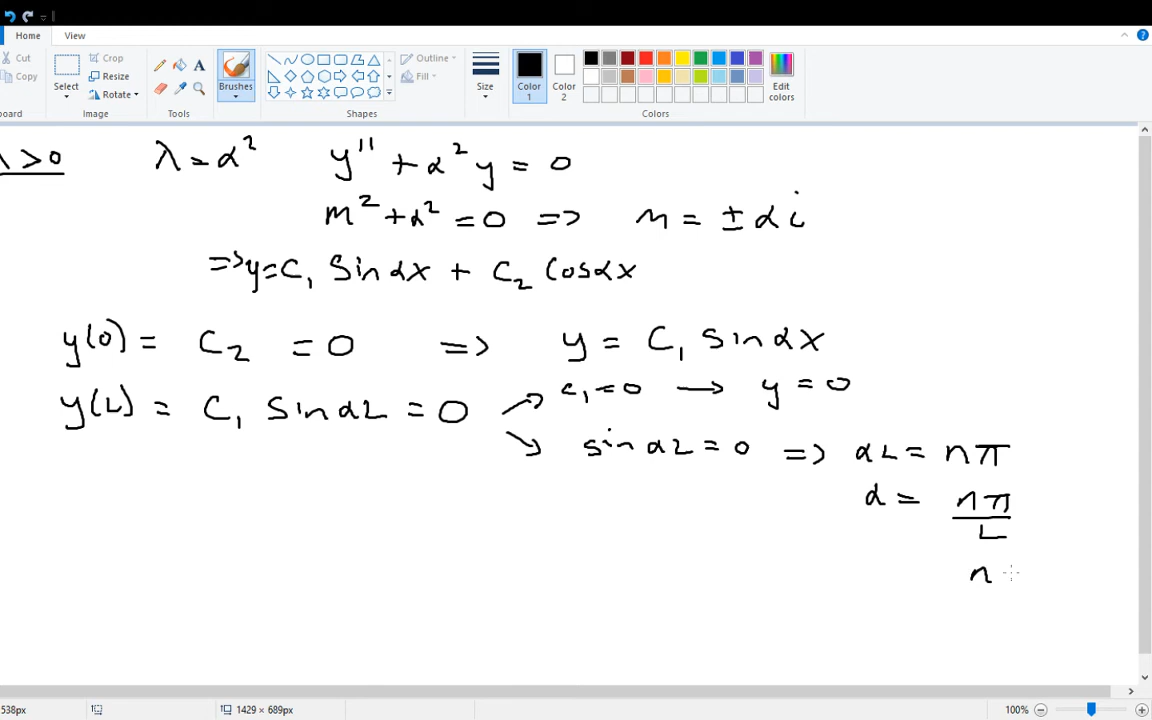 Home View
Cut
Copy
Select
Crop
Resize
Rotate
Brushes
Outline
Fill
Size
Color 1
Color 2
Edit colors
Image Tools Shapes Colors
λ > 0 λ = α² y'' + α² y = 0
m² + α² = 0 => m = ± α i
=> y = C₁ Sin αx + C₂ Cos αx
y(0) = C₂ = 0 => y = C₁ sin αx
y(L) = C₁ sin αL = 0 ↗ c₁ = 0 → y = 0
↘ sin αL = 0 => αL = nπ
α = nπ/L
n
538px 1429 × 689px 100%